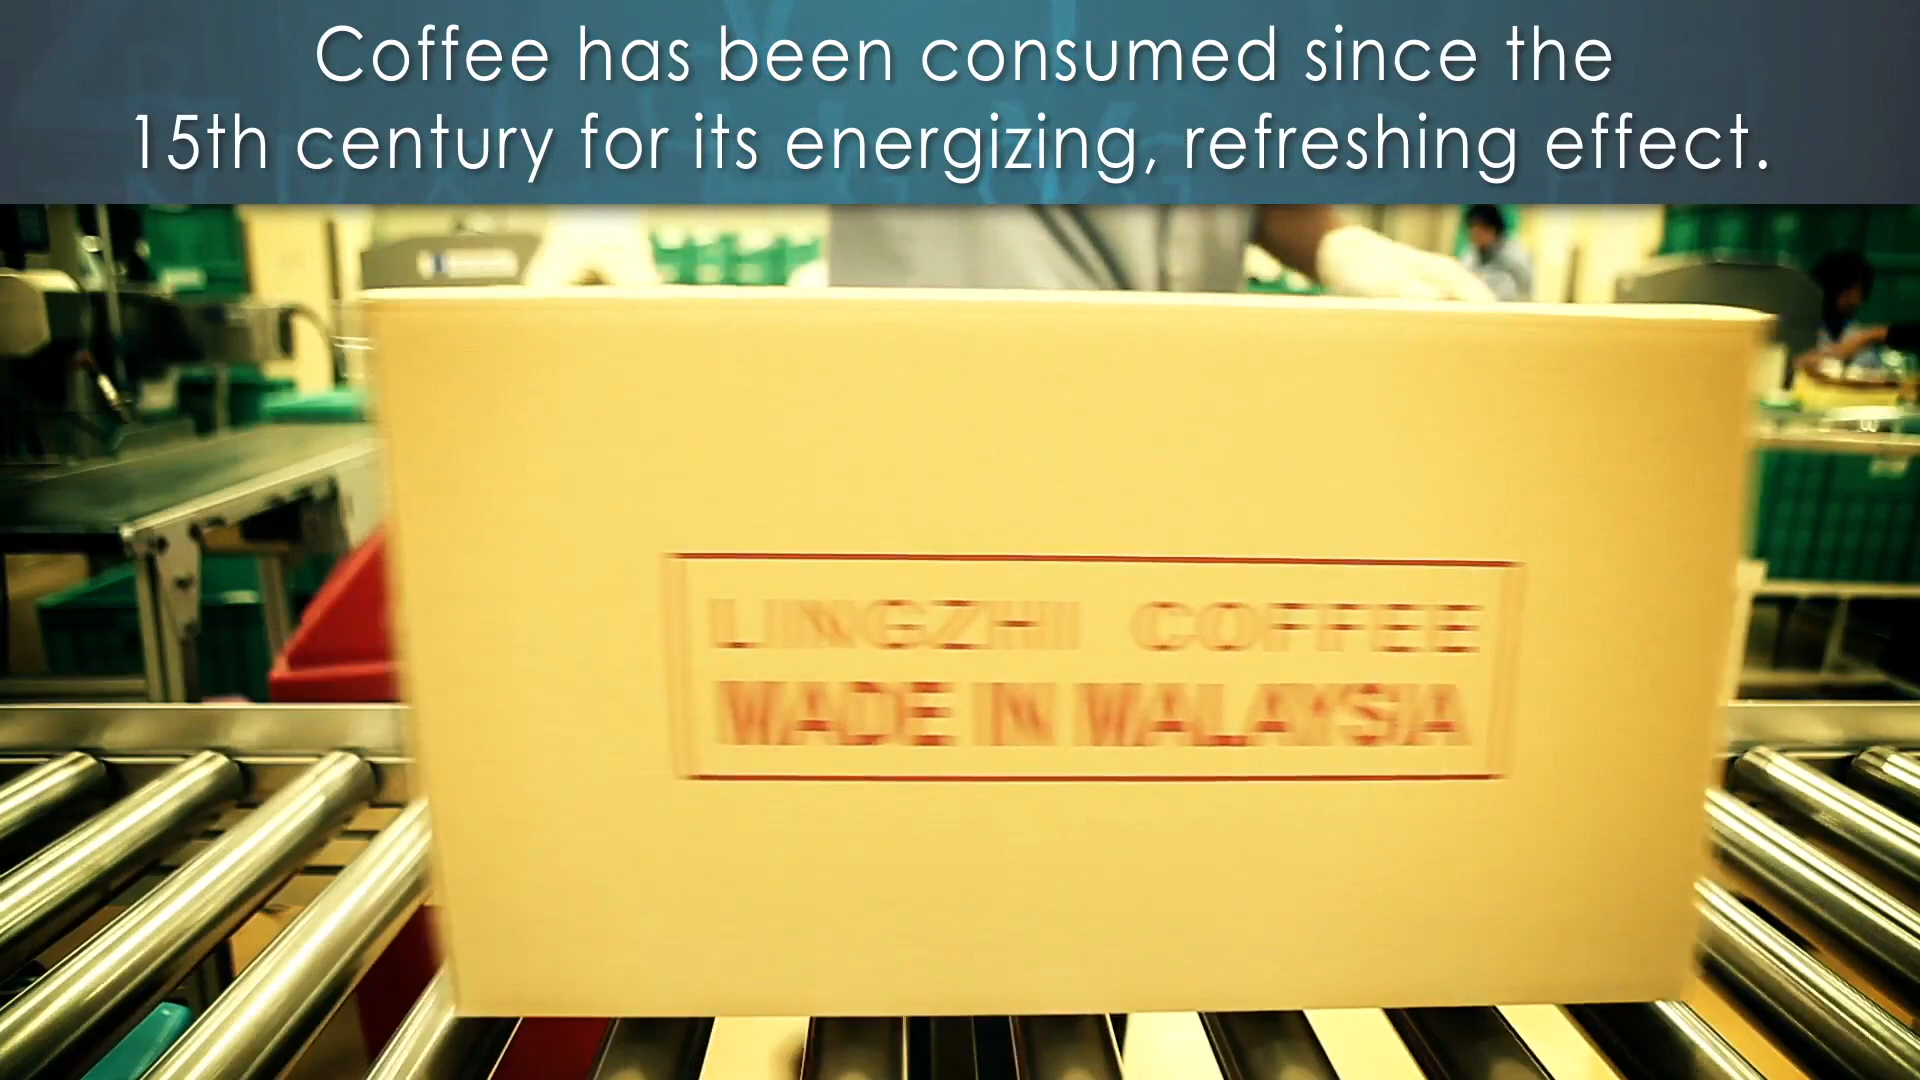 Coffee has been consumed since the
15th century for its energizing, refreshing effect.
LINGZHI COFFEE
MADE IN MALAYSIA